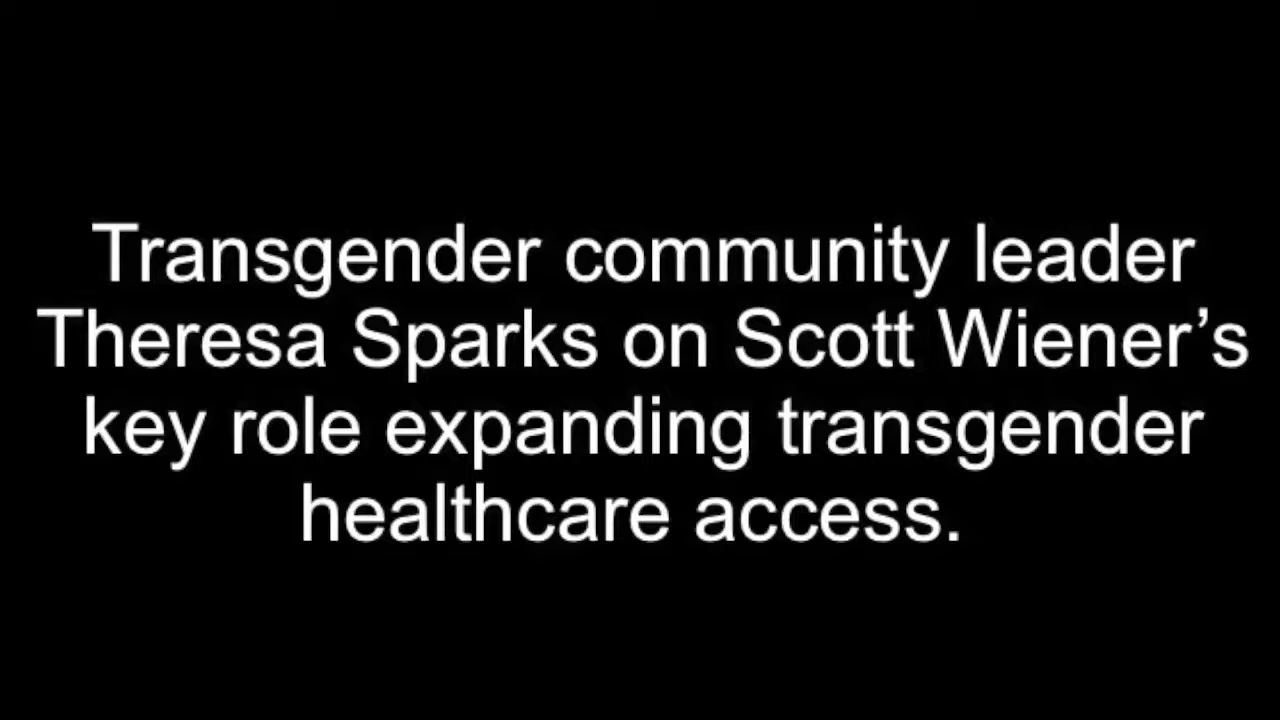 Transgender community leader
Theresa Sparks on Scott Wiener’s
key role expanding transgender
healthcare access.